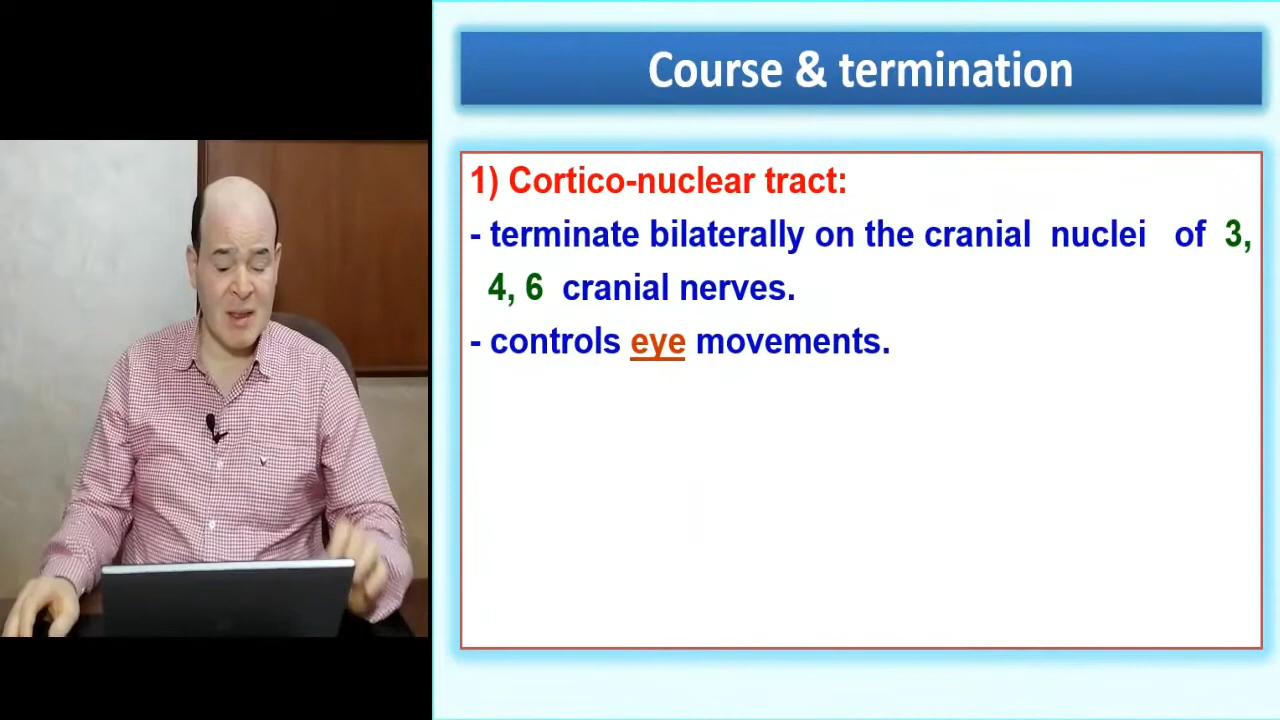 Course & termination
1) Cortico-nuclear tract:
- terminate bilaterally on the cranial nuclei of 3,
4, 6 cranial nerves.
- controls eye movements.